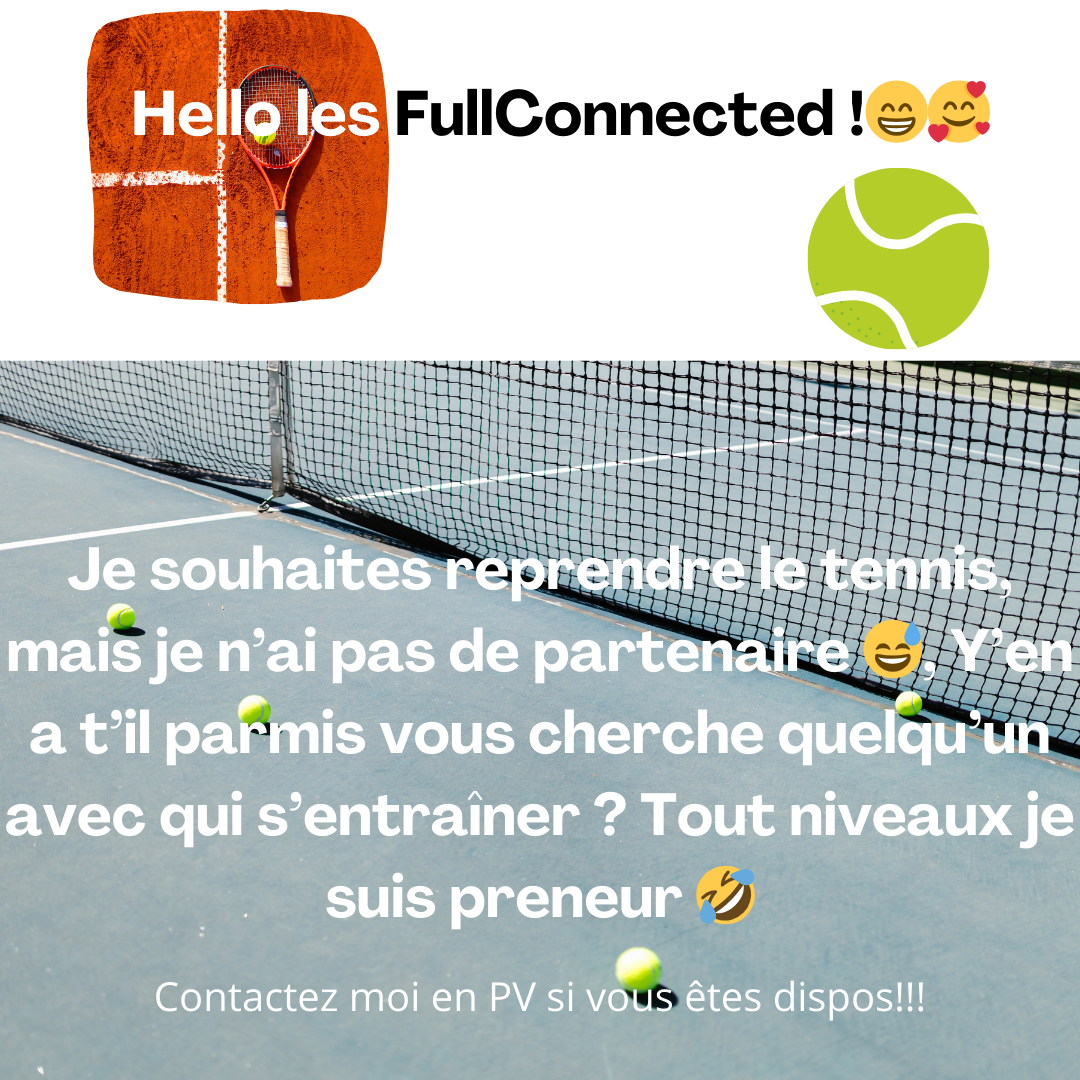 Hello les FullConnected !😁🥰
Je souhaites reprendre le tennis,
mais je n’ai pas de partenaire 😅, Y’en
a t’il parmis vous cherche quelqu’un
avec qui s’entraîner ? Tout niveaux je
suis preneur 🤣
Contactez moi en PV si vous êtes dispos!!!